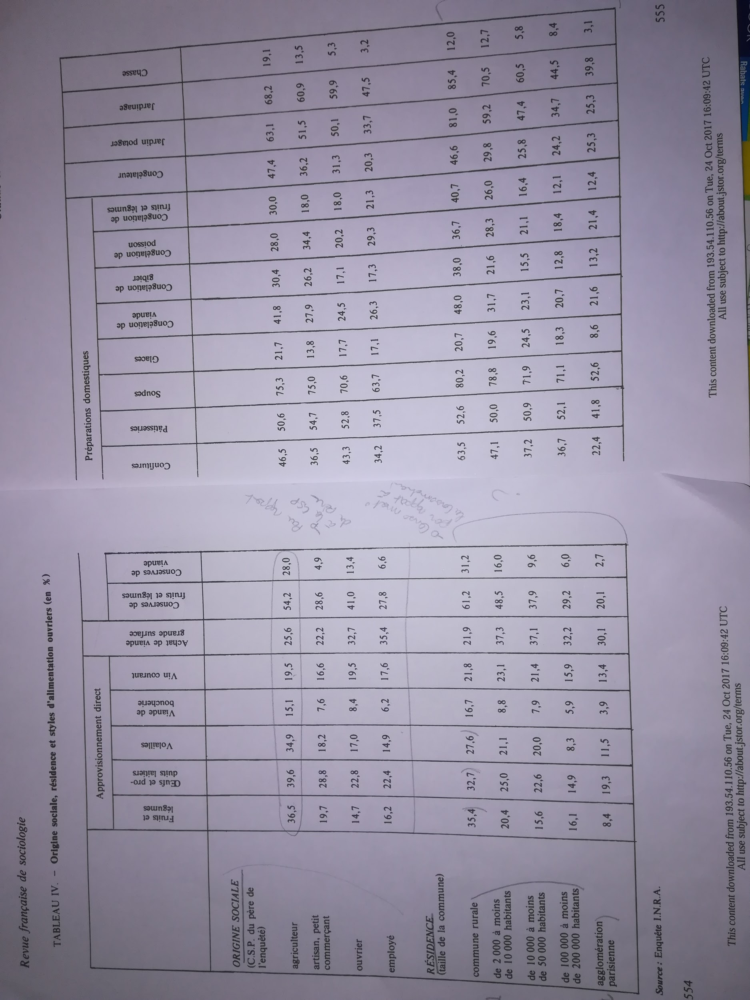 Revue française de sociologie
TABLEAU IV. – Origine sociale, résidence et styles d'alimentation ouvriers (en %)
Approvisionnement direct
Fruits et légumes
Œufs et pro-
duits laitiers
Volailles
Viande de
boucherie
Vin courant
Achat de viande
grande surface
Conserves de
fruits et légumes
Conserves de
viande
ORIGINE SOCIALE
(C.S.P. du père de
l'enquêté)
agriculteur 36,5 39,6 34,9 15,1 19,5 25,6 54,2 28,0
artisan, petit
commerçant 19,7 28,8 18,2 7,6 16,6 22,2 28,6 4,9
ouvrier 14,7 22,8 17,0 8,4 19,5 32,7 41,0 13,4
employé 16,2 22,4 14,9 6,2 17,6 35,4 27,8 6,6
RÉSIDENCE
(taille de la commune)
commune rurale 35,4 32,7 27,6 16,7 21,8 21,9 61,2 31,2
de 2 000 à moins
de 10 000 habitants 20,4 25,0 21,1 8,8 23,1 37,3 48,5 16,0
de 10 000 à moins
de 50 000 habitants 15,6 22,6 20,0 7,9 21,4 37,1 37,9 9,6
de 100 000 à moins
de 200 000 habitants 16,1 14,9 8,3 5,9 15,9 32,2 29,2 6,0
agglomération
parisienne 8,4 19,3 11,5 3,9 13,4 30,1 20,1 2,7
Source : Enquête I.N.R.A.
554
This content downloaded from 193.54.110.56 on Tue, 24 Oct 2017 16:09:42 UTC
All use subject to http://about.jstor.org/terms
Préparations domestiques
Confitures
Pâtisseries
Soupes
Glaces
Congélation de
viande
Congélation de
gibier
Congélation de
poisson
Congélation de
fruits et légumes
Congélateur
Jardin potager
Jardinage
Chasse
46,5 50,6 75,3 21,7 41,8 30,4 28,0 30,0 47,4 63,1 68,2 19,1
36,5 54,7 75,0 13,8 27,9 26,2 34,4 18,0 36,2 51,5 60,9 13,5
43,3 52,8 70,6 17,7 24,5 17,1 20,2 18,0 31,3 50,1 59,9 5,3
34,2 37,5 63,7 17,1 26,3 17,3 29,3 21,3 20,3 33,7 47,5 3,2
63,5 52,6 80,2 20,7 48,0 38,0 36,7 40,7 46,6 81,0 85,4 12,0
47,1 50,0 78,8 19,6 31,7 21,6 28,3 26,0 29,8 59,2 70,5 12,7
37,2 50,9 71,9 24,5 23,1 15,5 21,1 16,4 25,8 47,4 60,5 5,8
36,7 52,1 71,1 18,3 20,7 12,8 18,4 12,1 24,2 34,7 44,5 8,4
22,4 41,8 52,6 8,6 21,6 13,2 21,4 12,4 25,3 25,3 39,8 3,1
555
This content downloaded from 193.54.110.56 on Tue, 24 Oct 2017 16:09:42 UTC
All use subject to http://about.jstor.org/terms
Rabats avec